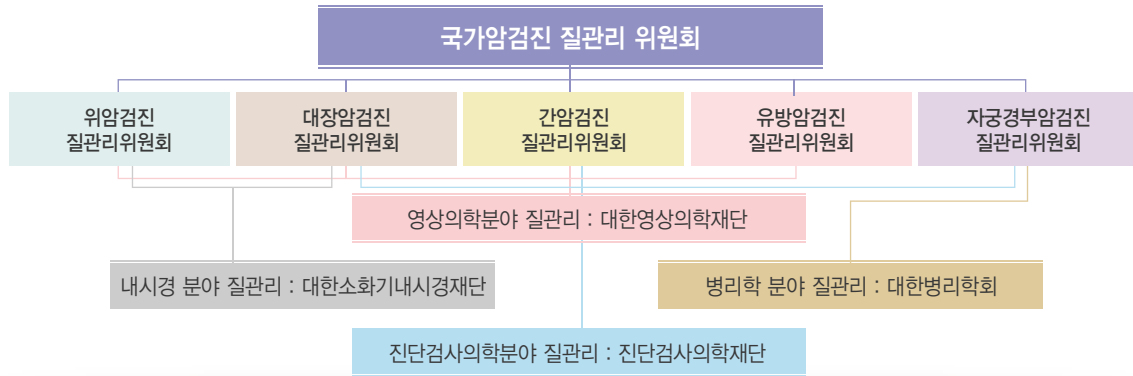 국가암검진 질관리 위원회
위암검진
질관리위원회
대장암검진
질관리위원회
간암검진
질관리위원회
유방암검진
질관리위원회
자궁경부암검진
질관리위원회
영상의학분야 질관리 : 대한영상의학재단
내시경 분야 질관리 : 대한소화기내시경재단
병리학 분야 질관리 : 대한병리학회
진단검사의학분야 질관리 : 진단검사의학재단